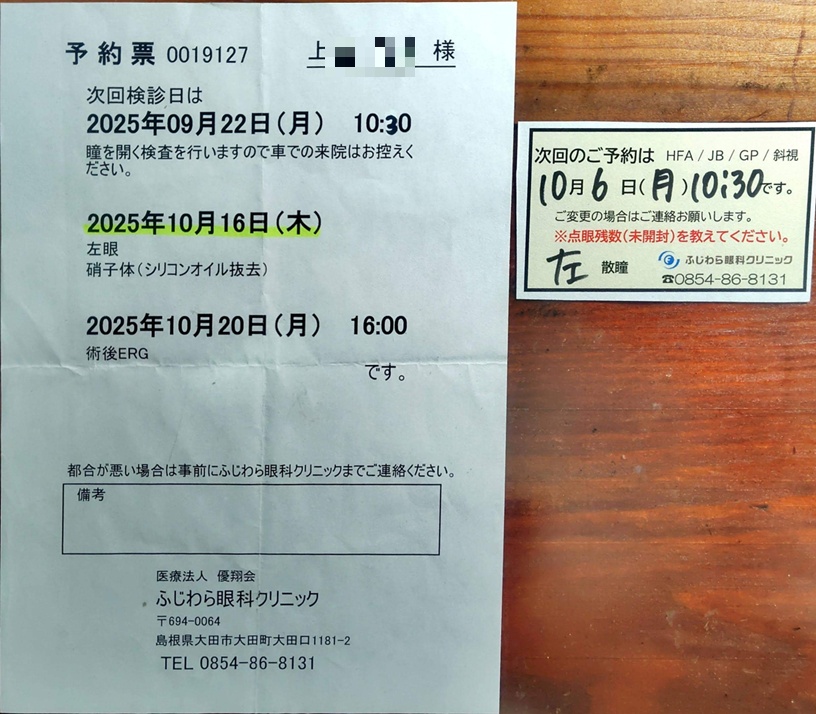 予約票 0019127
上 様
次回検診日は
2025年09月22日(月) 10:30
瞳を開く検査を行いますので車での来院はお控えく
ださい。
2025年10月16日(木)
左眼
硝子体(シリコンオイル抜去)
2025年10月20日(月) 16:00
術後ERG
です。
都合が悪い場合は事前にふじわら眼科クリニックまでご連絡ください。
備考
医療法人 優翔会
ふじわら眼科クリニック
〒694-0064
島根県大田市大田町大田口1181-2
TEL 0854-86-8131
次回のご予約は HFA / JB / GP / 斜視
10月6日(月)10:30です。
ご変更の場合はご連絡お願いします。
※点眼残数(未開封)を教えてください。
左 散瞳 ふじわら眼科クリニック
☎0854-86-8131